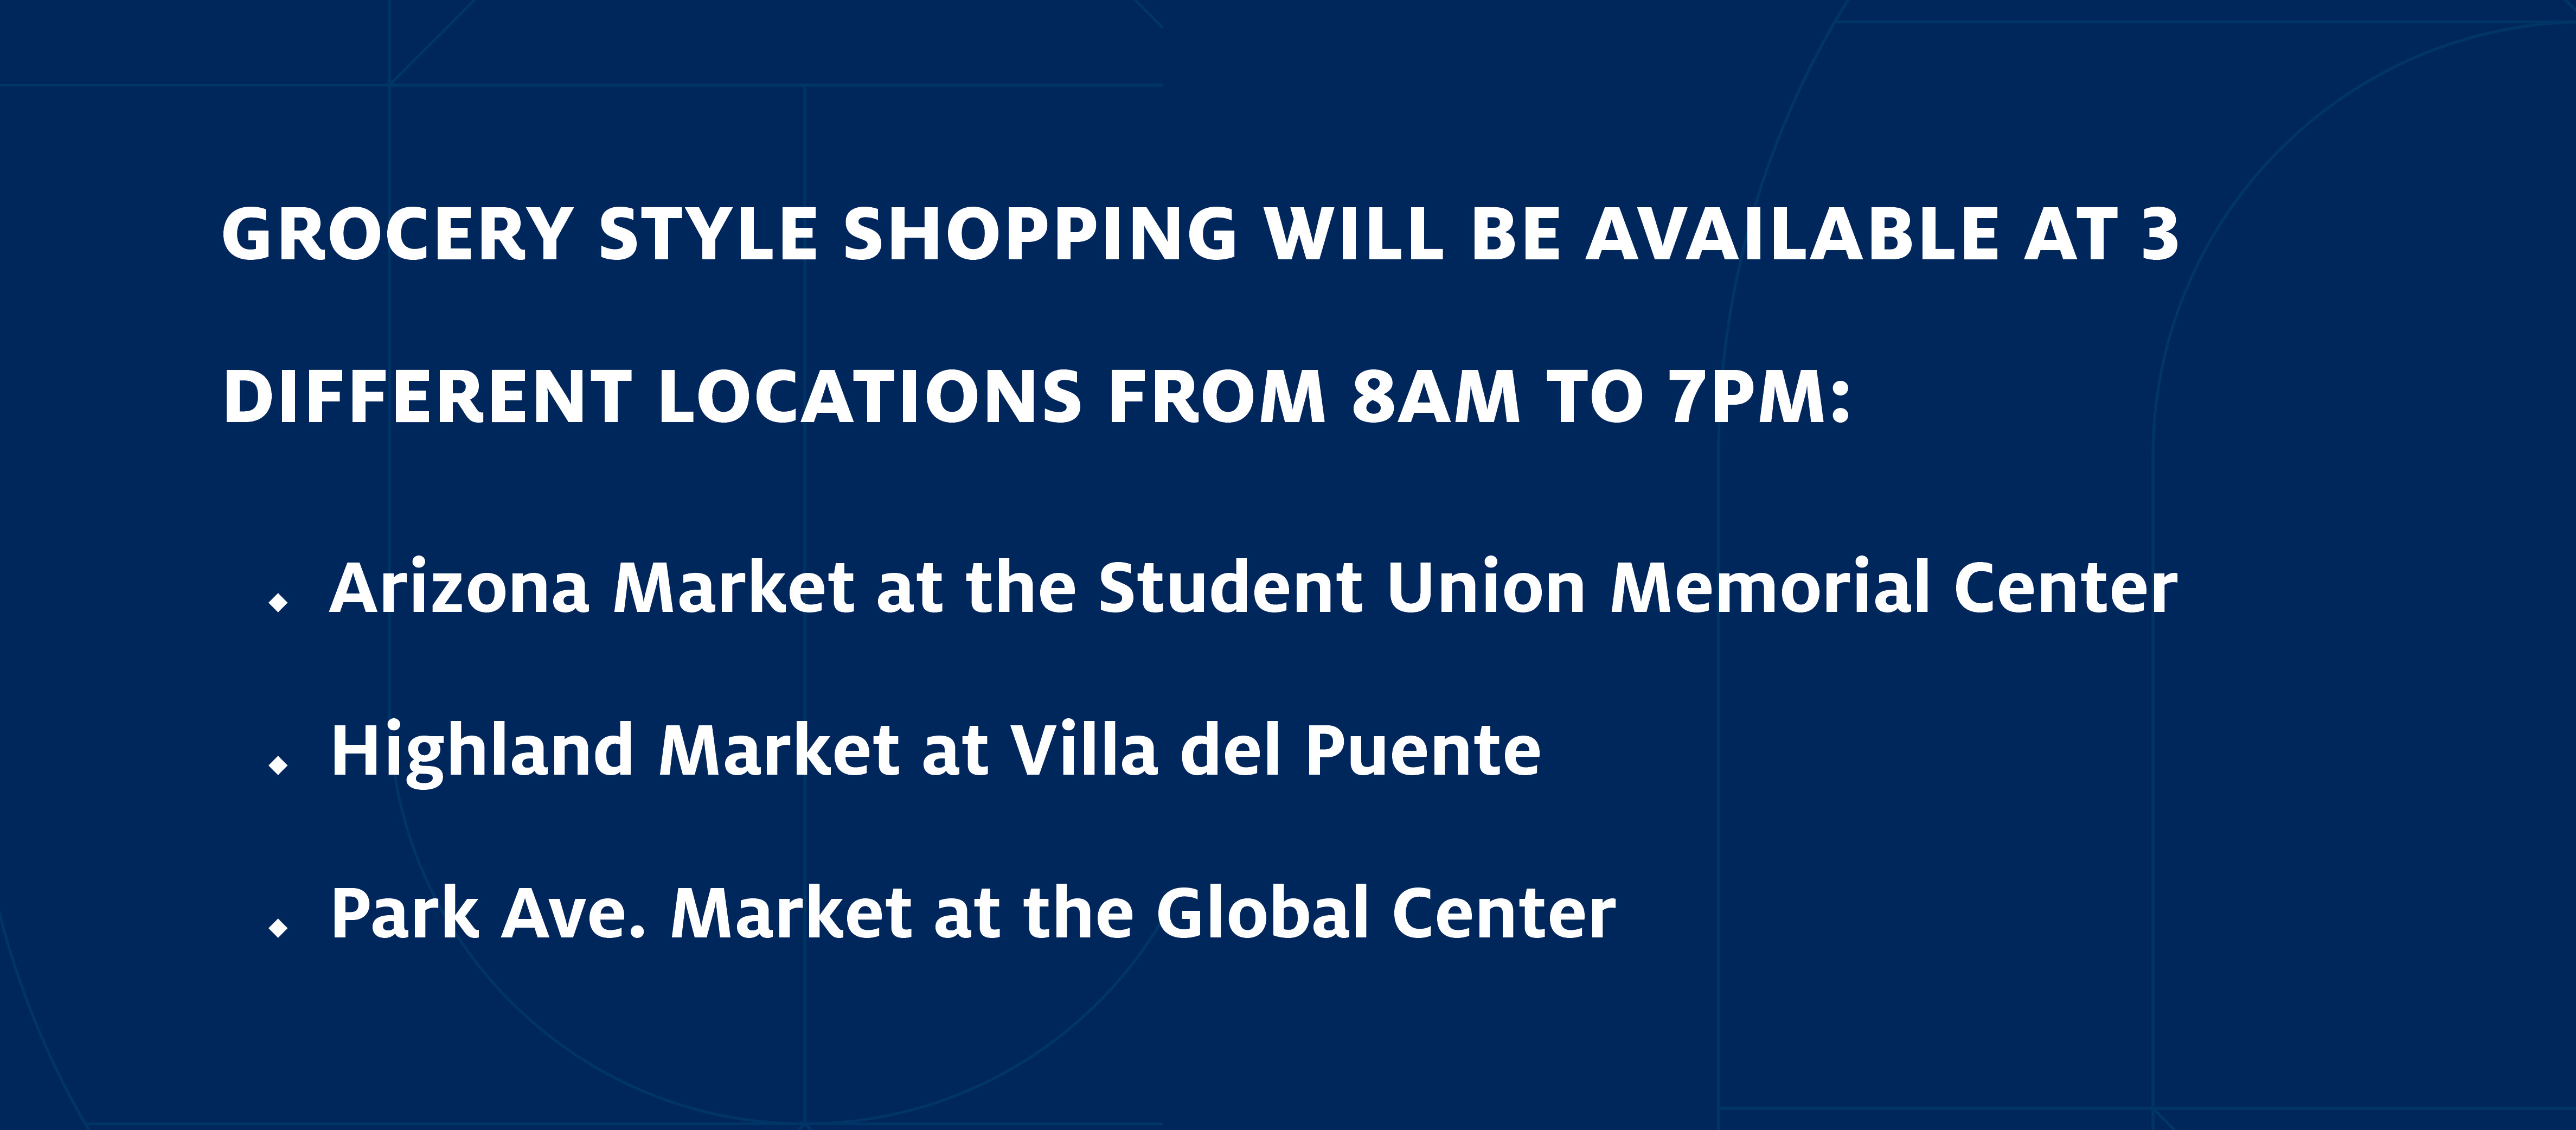 GROCERY STYLE SHOPPING WILL BE AVAILABLE AT 3
DIFFERENT LOCATIONS FROM 8AM TO 7PM:
◆ Arizona Market at the Student Union Memorial Center
◆ Highland Market at Villa del Puente
◆ Park Ave. Market at the Global Center